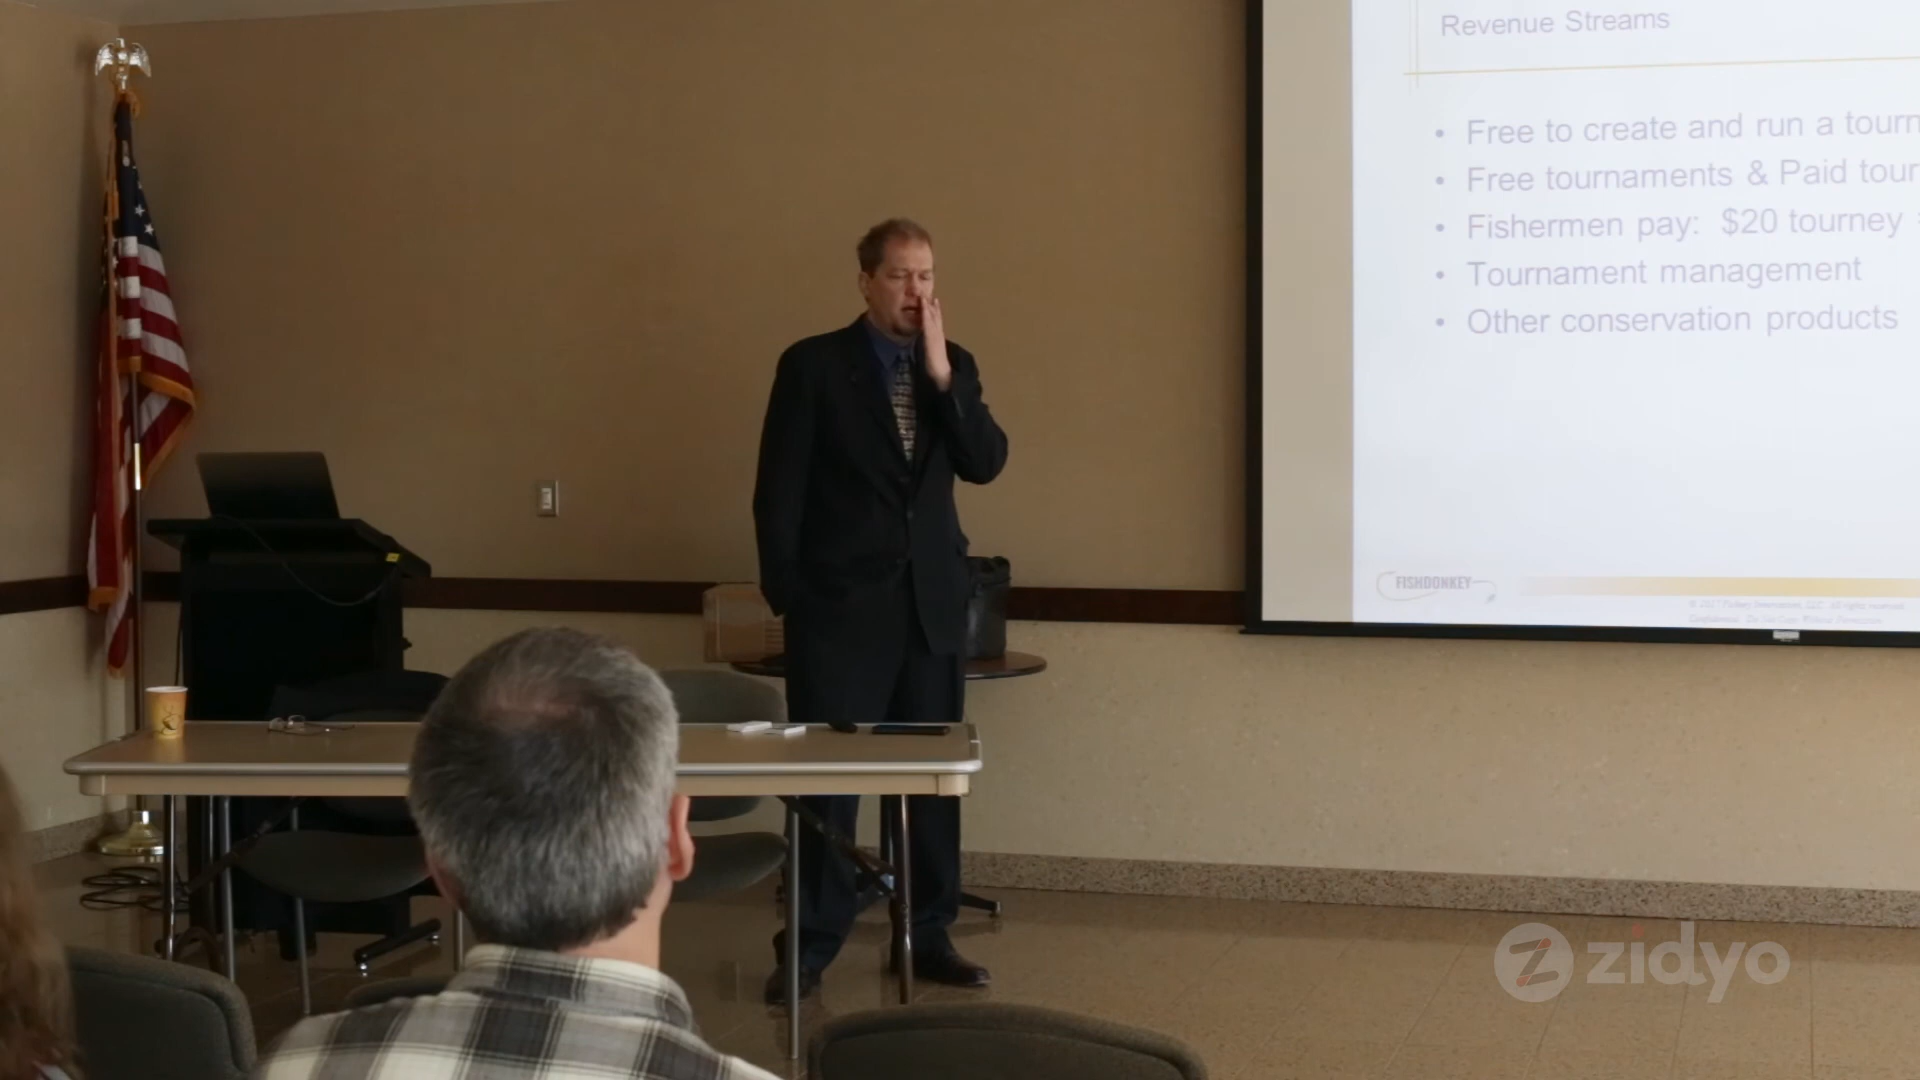 Revenue Streams
• Free to create and run a tourn
• Free tournaments & Paid tour
• Fishermen pay: $20 tourney
• Tournament management
• Other conservation products
FISHDONKEY
zidyo